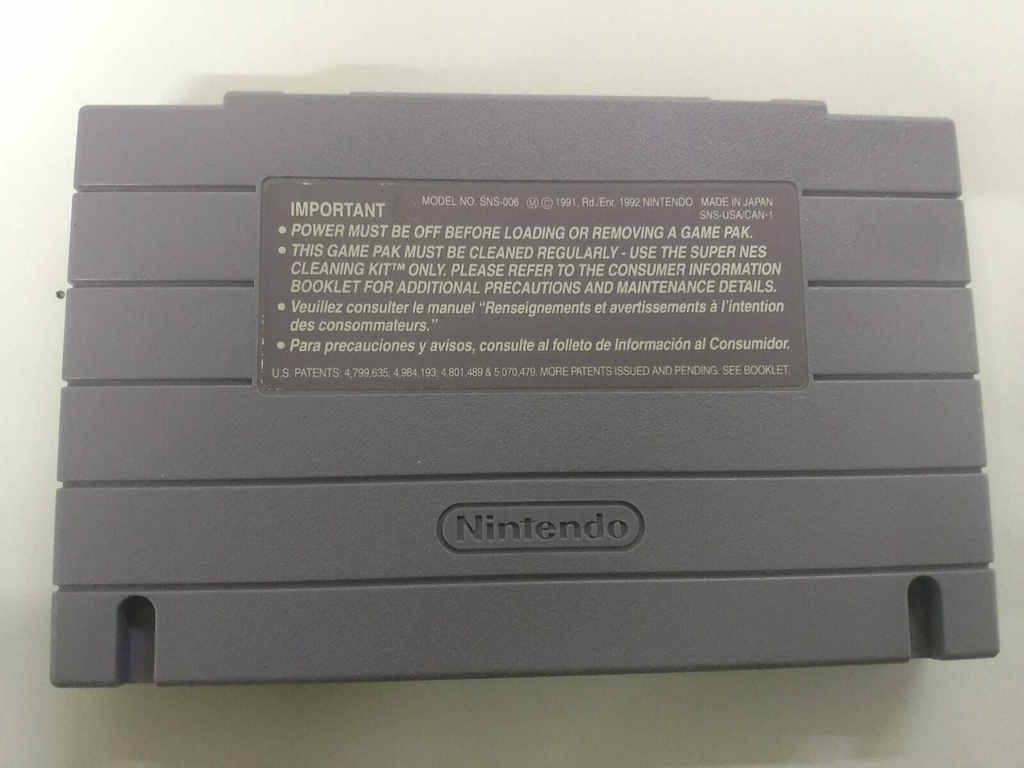 IMPORTANT MODEL NO. SNS-006 Ⓜ © 1991, Rd./Enr. 1992 NINTENDO MADE IN JAPAN
SNS-USA/CAN-1
• POWER MUST BE OFF BEFORE LOADING OR REMOVING A GAME PAK.
• THIS GAME PAK MUST BE CLEANED REGULARLY - USE THE SUPER NES
CLEANING KIT™ ONLY. PLEASE REFER TO THE CONSUMER INFORMATION
BOOKLET FOR ADDITIONAL PRECAUTIONS AND MAINTENANCE DETAILS.
• Veuillez consulter le manuel “Renseignements et avertissements à l'intention
des consommateurs.”
• Para precauciones y avisos, consulte al folleto de Información al Consumidor.
U.S. PATENTS 4,799,635; 4,984,193; 4,801,489 & 5,070,479. MORE PATENTS ISSUED AND PENDING. SEE BOOKLET.
Nintendo